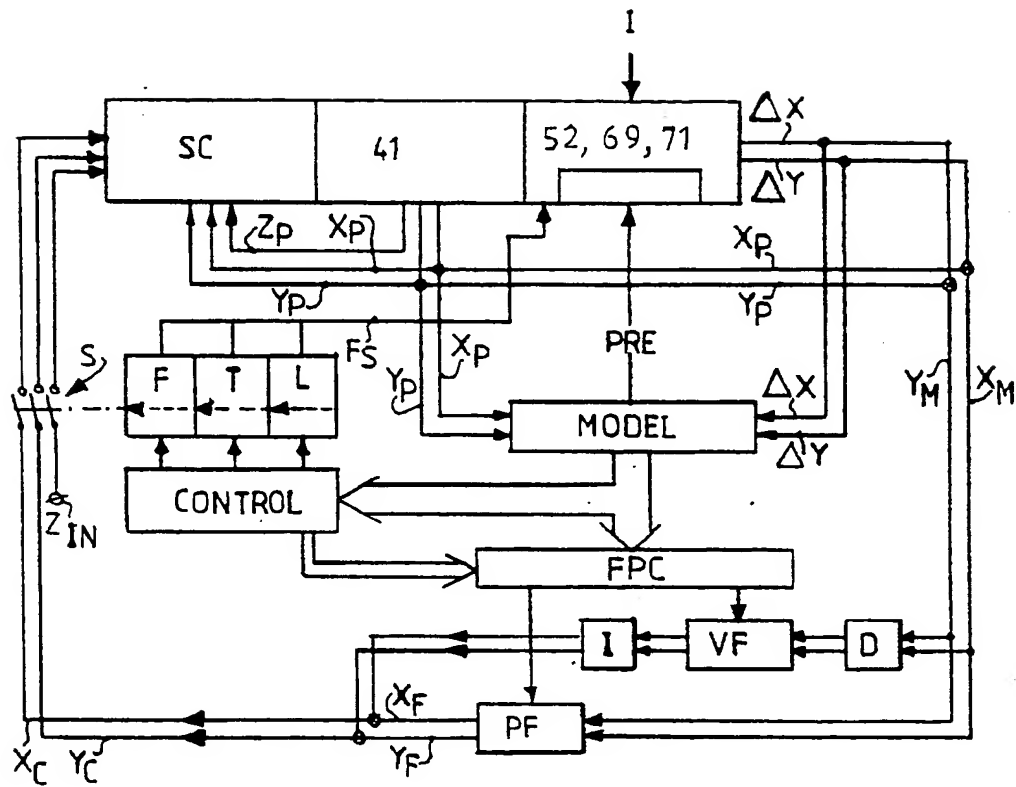 I
SC
41
52, 69, 71
ΔX
ΔY
ZP
XP
XP
YP
YP
FS
XP
YP
PRE
S
F
T
L
YM
XM
MODEL
ΔX
ΔY
CONTROL
ZIN
FPC
I
VF
D
XF
PF
XC
YC
YF